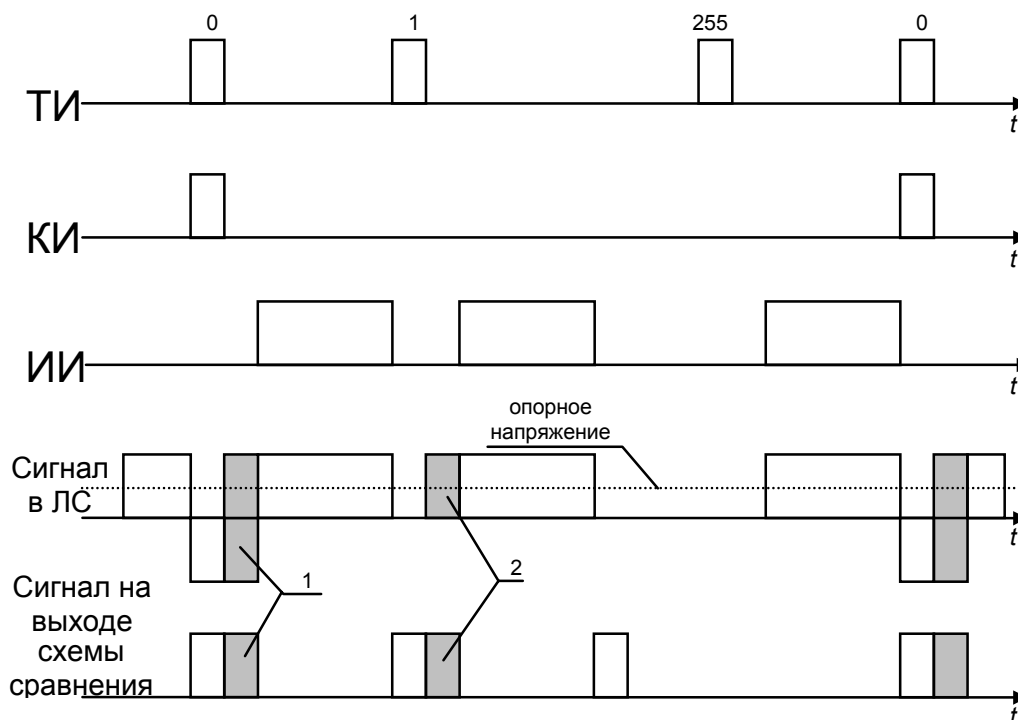 0 1 255 0
ТИ
t
КИ
t
ИИ
t
опорное
напряжение
Сигнал
в ЛС
t
1
2
Сигнал на
выходе
схемы
сравнения
t